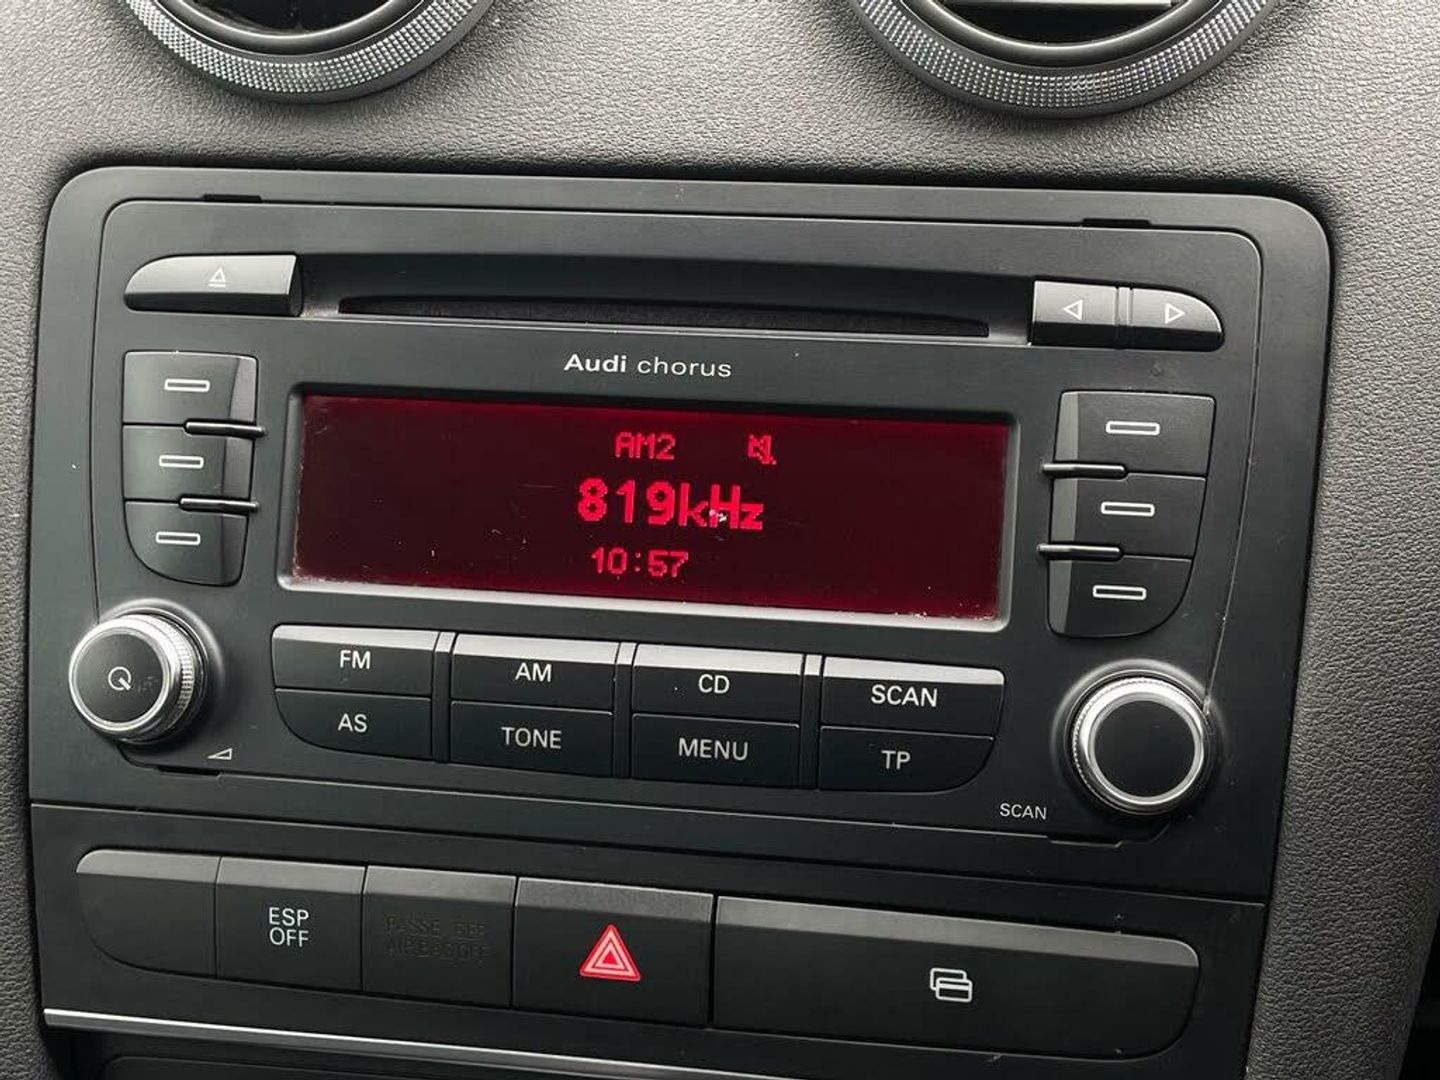 Audi chorus
AM2
819kHz
10:57
FM
AM
CD
SCAN
AS
TONE
MENU
TP
SCAN
ESP
OFF